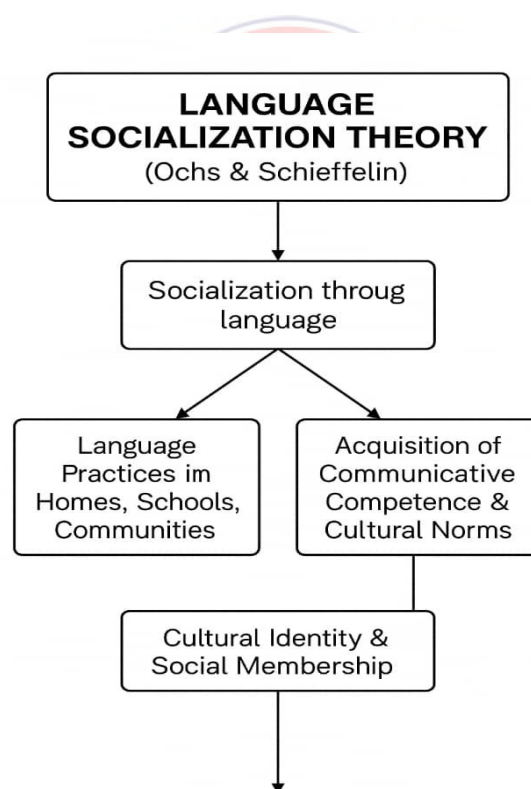 LANGUAGE
SOCIALIZATION THEORY
(Ochs & Schieffelin)
Socialization throug
language
Language
Practices im
Homes, Schools,
Communities
Acquisition of
Communicative
Competence &
Cultural Norms
Cultural Identity &
Social Membership